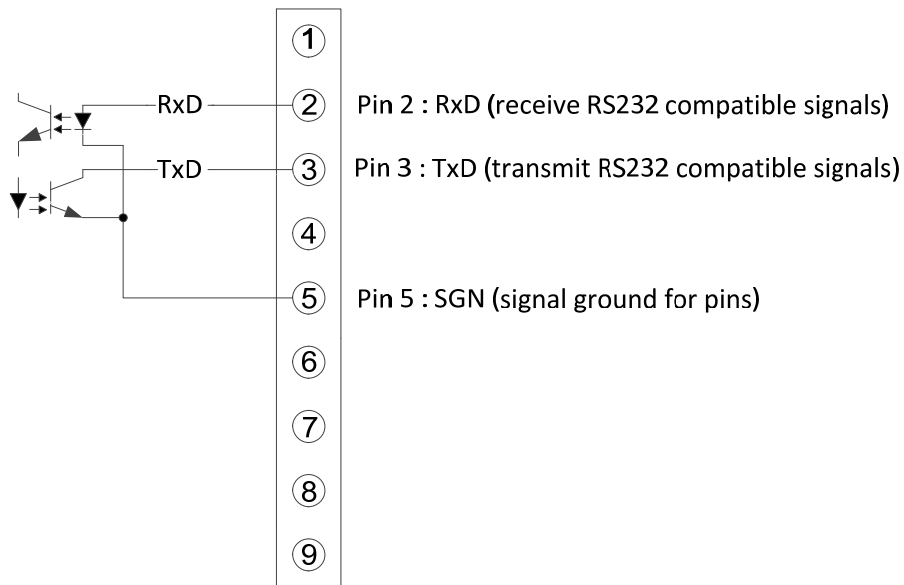 1
RxD 2 Pin 2 : RxD (receive RS232 compatible signals)
TxD 3 Pin 3 : TxD (transmit RS232 compatible signals)
4
5 Pin 5 : SGN (signal ground for pins)
6
7
8
9